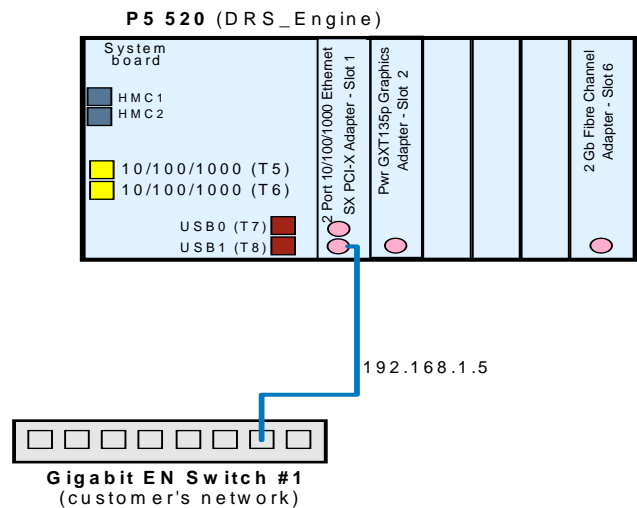 P5 520 (DRS_Engine)
System
board
HMC1
HMC2
10/100/1000 (T5)
10/100/1000 (T6)
USB0 (T7)
USB1 (T8)
2 Port 10/100/1000 Ethernet
SX PCI-X Adapter - Slot 1
Pwr GXT135p Graphics
Adapter - Slot 2
2 Gb Fibre Channel
Adapter - Slot 6
192.168.1.5
Gigabit EN Switch #1
(customer's network)